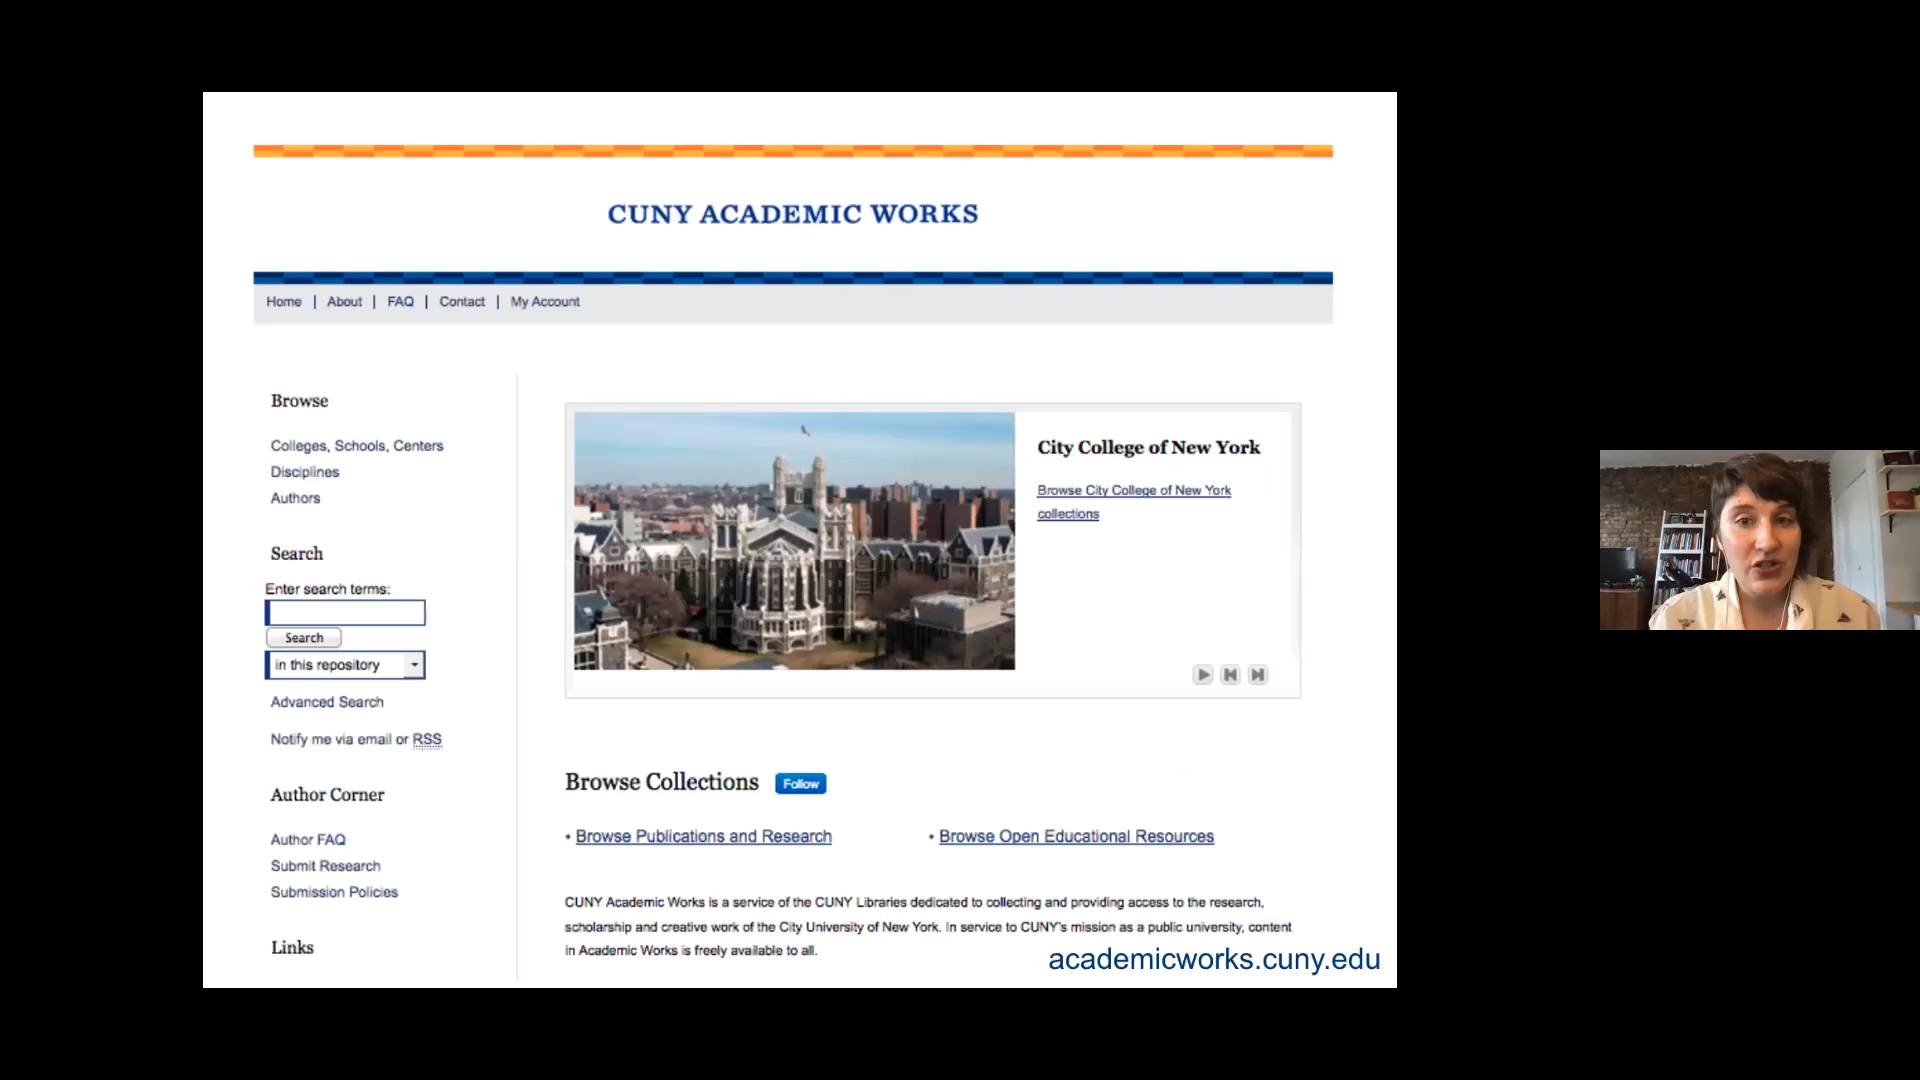 CUNY ACADEMIC WORKS
Home | About | FAQ | Contact | My Account
Browse
Colleges, Schools, Centers
Disciplines
Authors
Search
Enter search terms:
Search
in this repository
Advanced Search
Notify me via email or RSS
Author Corner
Author FAQ
Submit Research
Submission Policies
Links
City College of New York
Browse City College of New York
collections
Browse Collections Follow
• Browse Publications and Research • Browse Open Educational Resources
CUNY Academic Works is a service of the CUNY Libraries dedicated to collecting and providing access to the research,
scholarship and creative work of the City University of New York. In service to CUNY's mission as a public university, content
in Academic Works is freely available to all.
academicworks.cuny.edu